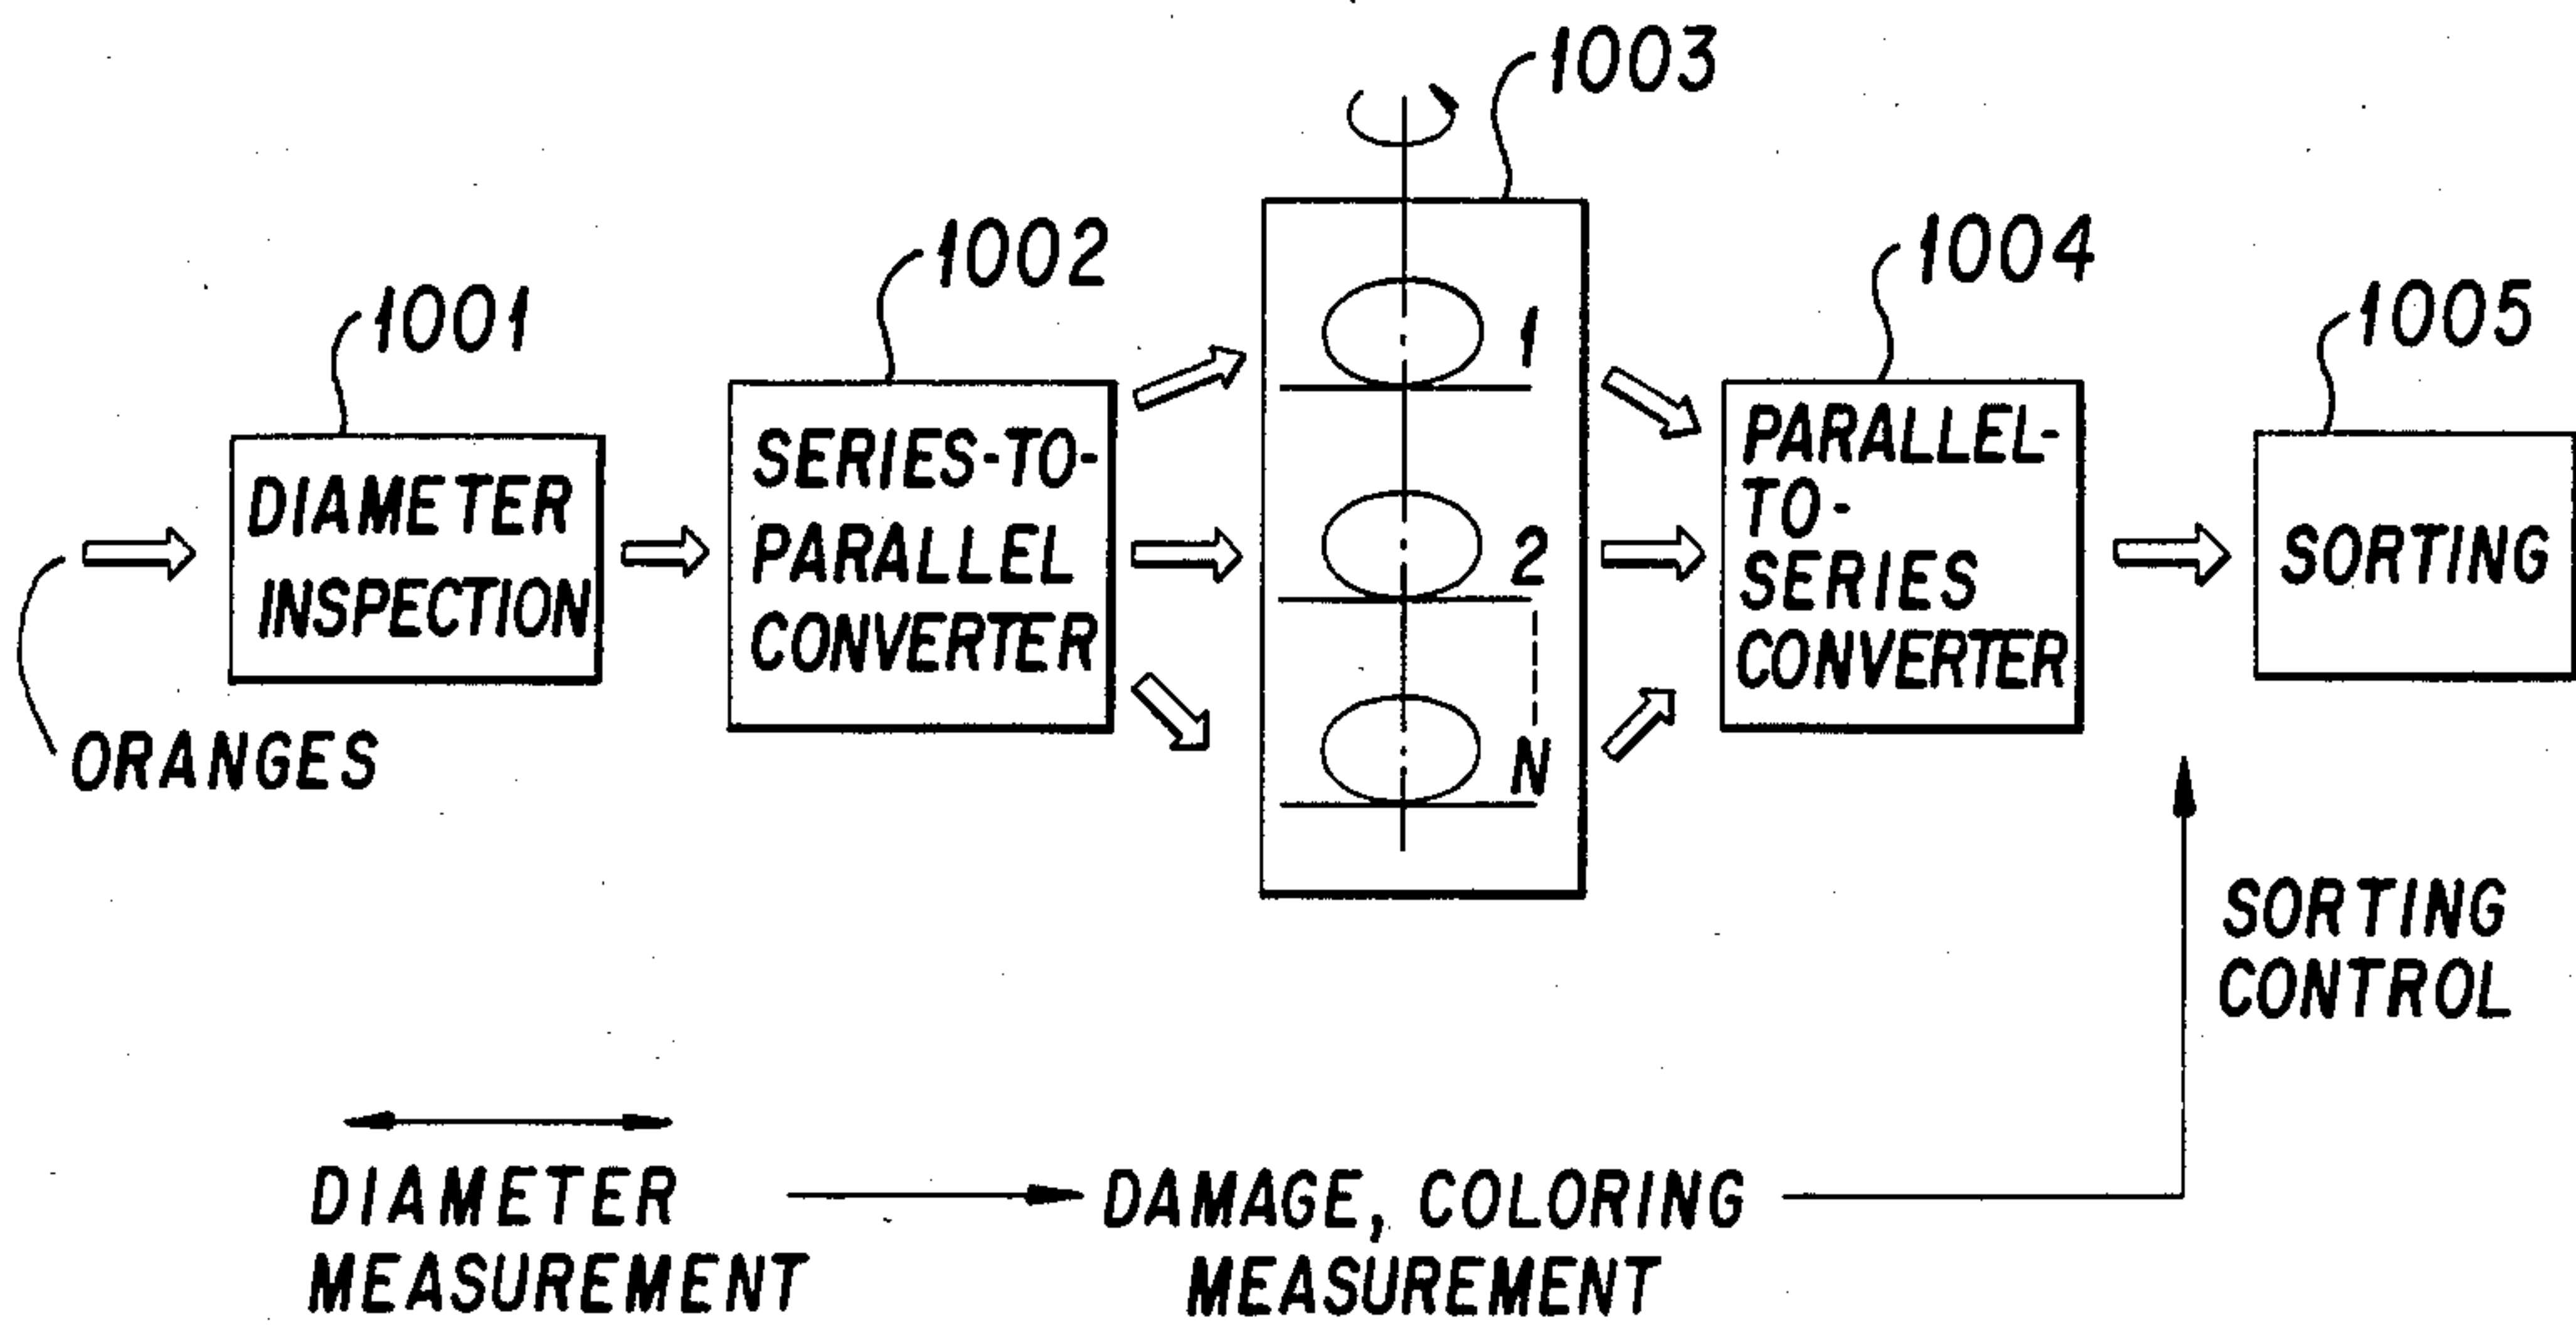 1003
1002
1004
1001
1005
DIAMETER
INSPECTION
SERIES-TO-
PARALLEL
CONVERTER
1
2
N
PARALLEL-
TO-
SERIES
CONVERTER
SORTING
ORANGES
SORTING
CONTROL
DIAMETER
MEASUREMENT
DAMAGE, COLORING
MEASUREMENT